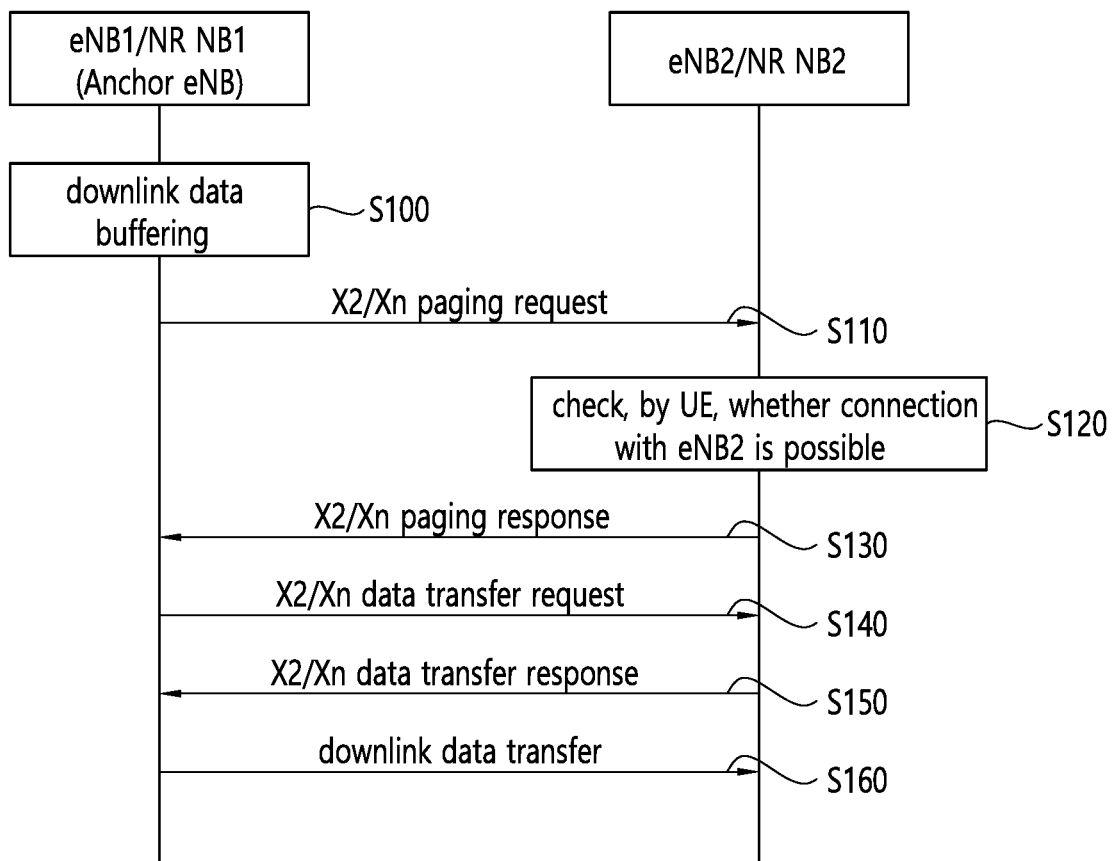 eNB1/NR NB1
(Anchor eNB)
eNB2/NR NB2
downlink data
buffering
S100
X2/Xn paging request
S110
check, by UE, whether connection
with eNB2 is possible
S120
X2/Xn paging response
S130
X2/Xn data transfer request
S140
X2/Xn data transfer response
S150
downlink data transfer
S160